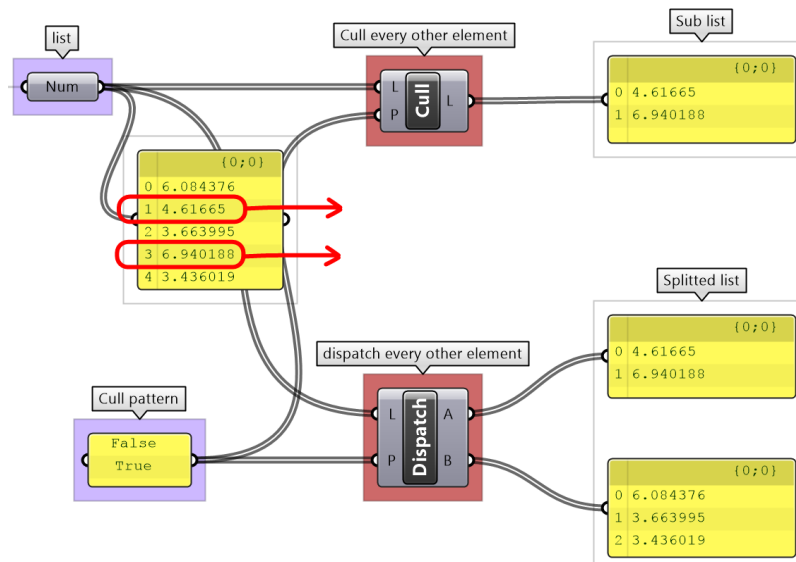 list
Cull every other element
Sub list
Num
L
P
Cull
L
{0;0}
0 4.61665
1 6.940188
{0;0}
0 6.084376
1 4.61665
2 3.663995
3 6.940188
4 3.436019
Splitted list
dispatch every other element
{0;0}
0 4.61665
1 6.940188
Cull pattern
False
True
L
P
Dispatch
A
B
{0;0}
0 6.084376
1 3.663995
2 3.436019